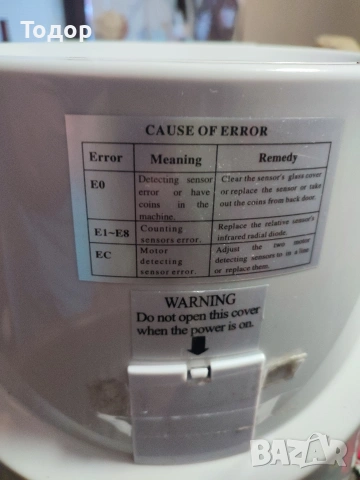 Тодор
CAUSE OF ERROR
Error Meaning Remedy
E0
Detecting sensor
error or have
coins in the
machine.
Clear the sensor's glass cover
or replace the sensor or take
out the coins from back door.
E1~E8
Counting
sensors error.
Replace the relative sensor's
infrared radial diode.
EC
Motor
detecting
sensor error.
Adjust the two motor
detecting sensors to in a line
or replace them.
WARNING
Do not open this cover
when the power is on.
BAZAR